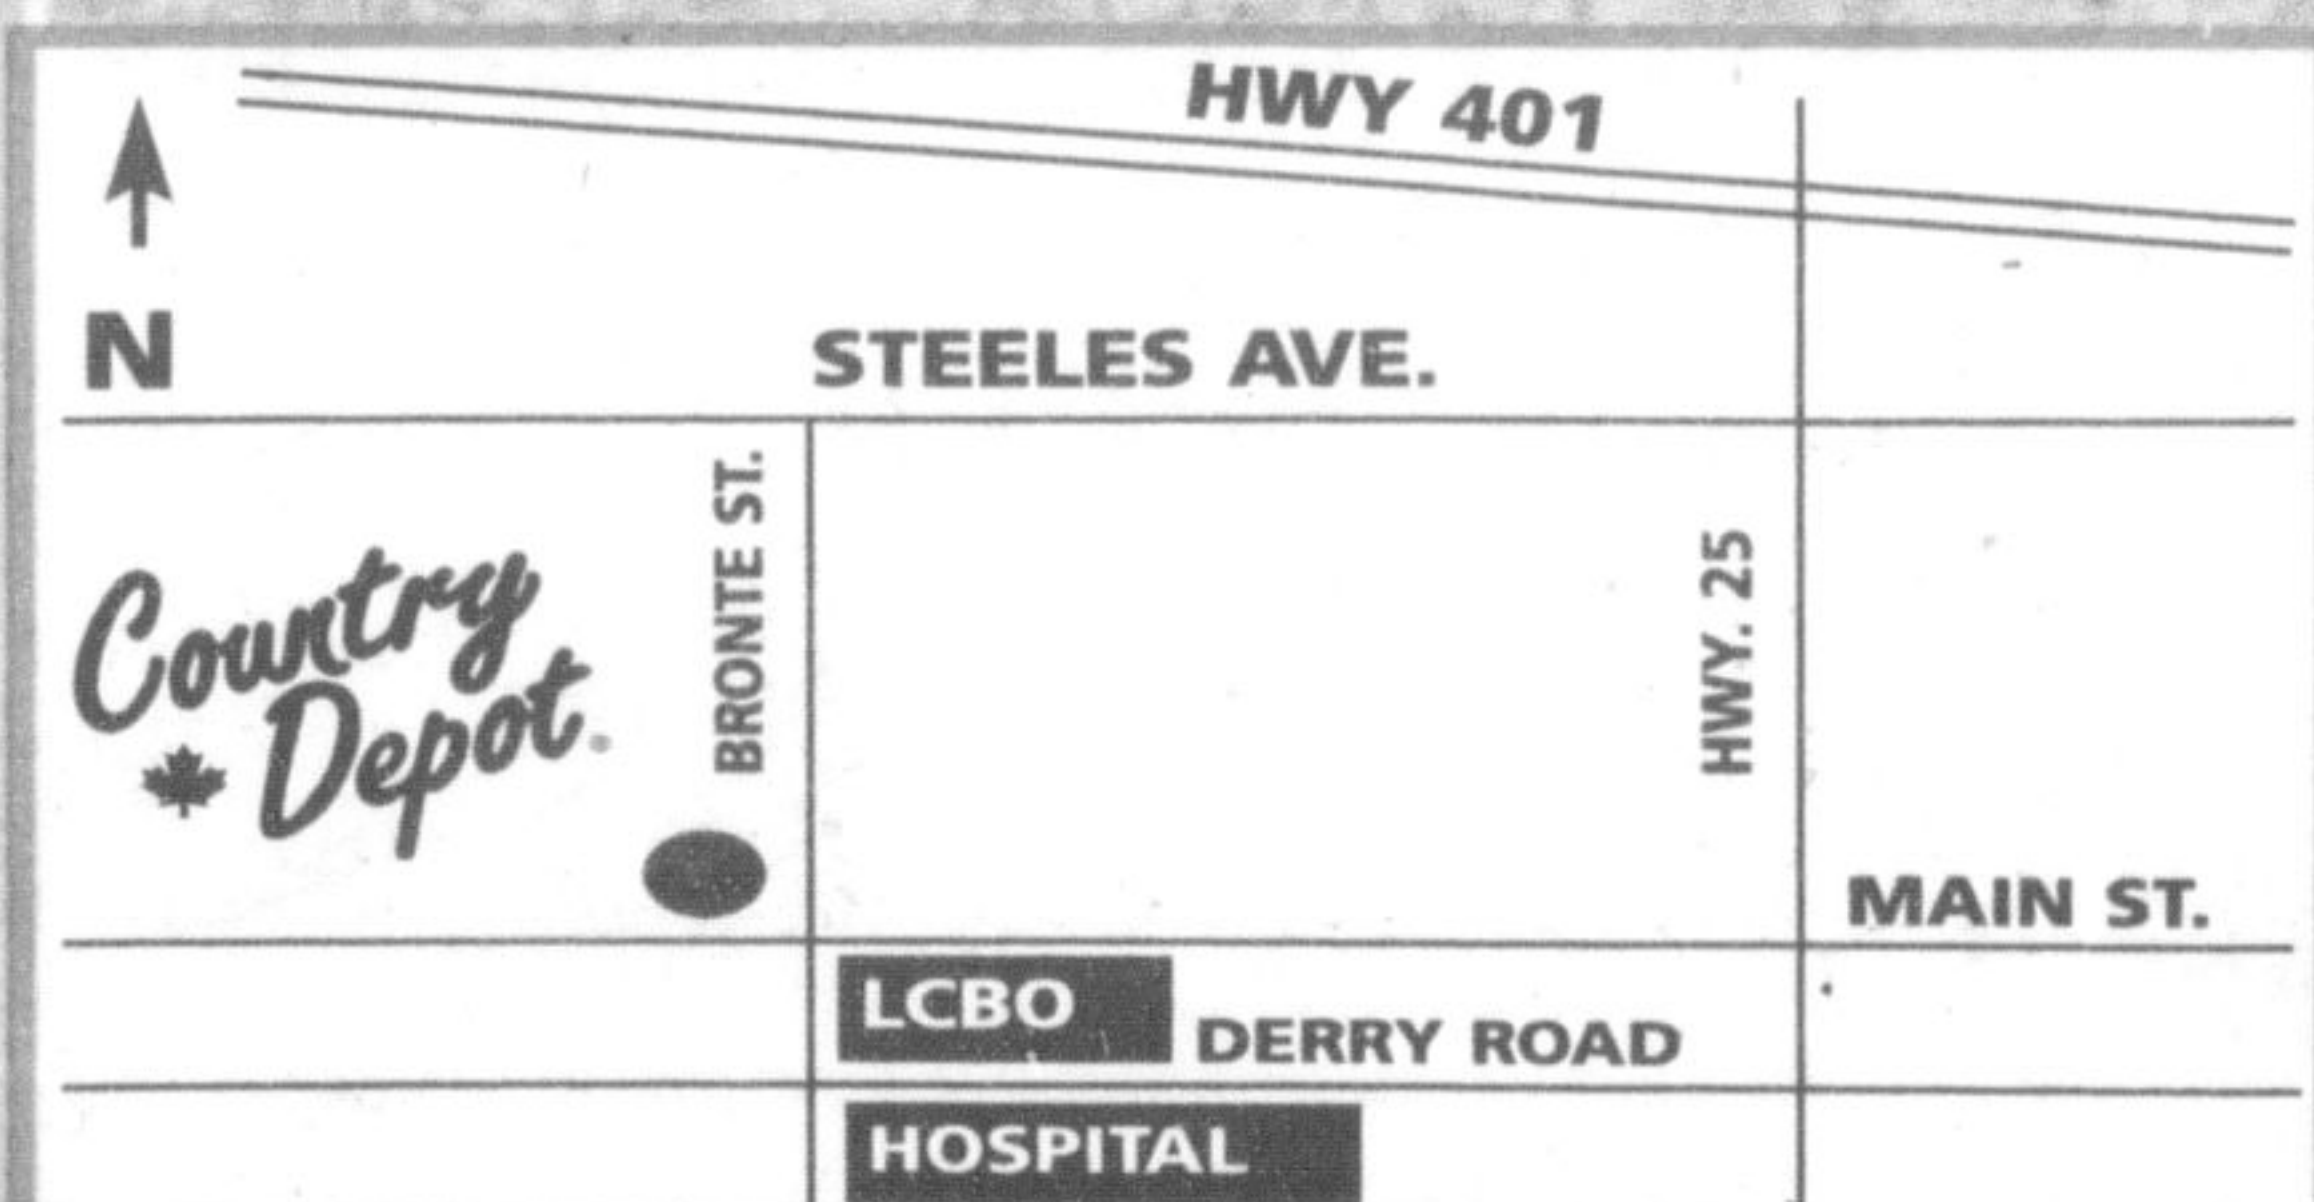 HWY 401
N
STEELES AVE.
BRONTE ST.
HWY. 25
Country
Depot
MAIN ST.
LCBO
DERRY ROAD
HOSPITAL